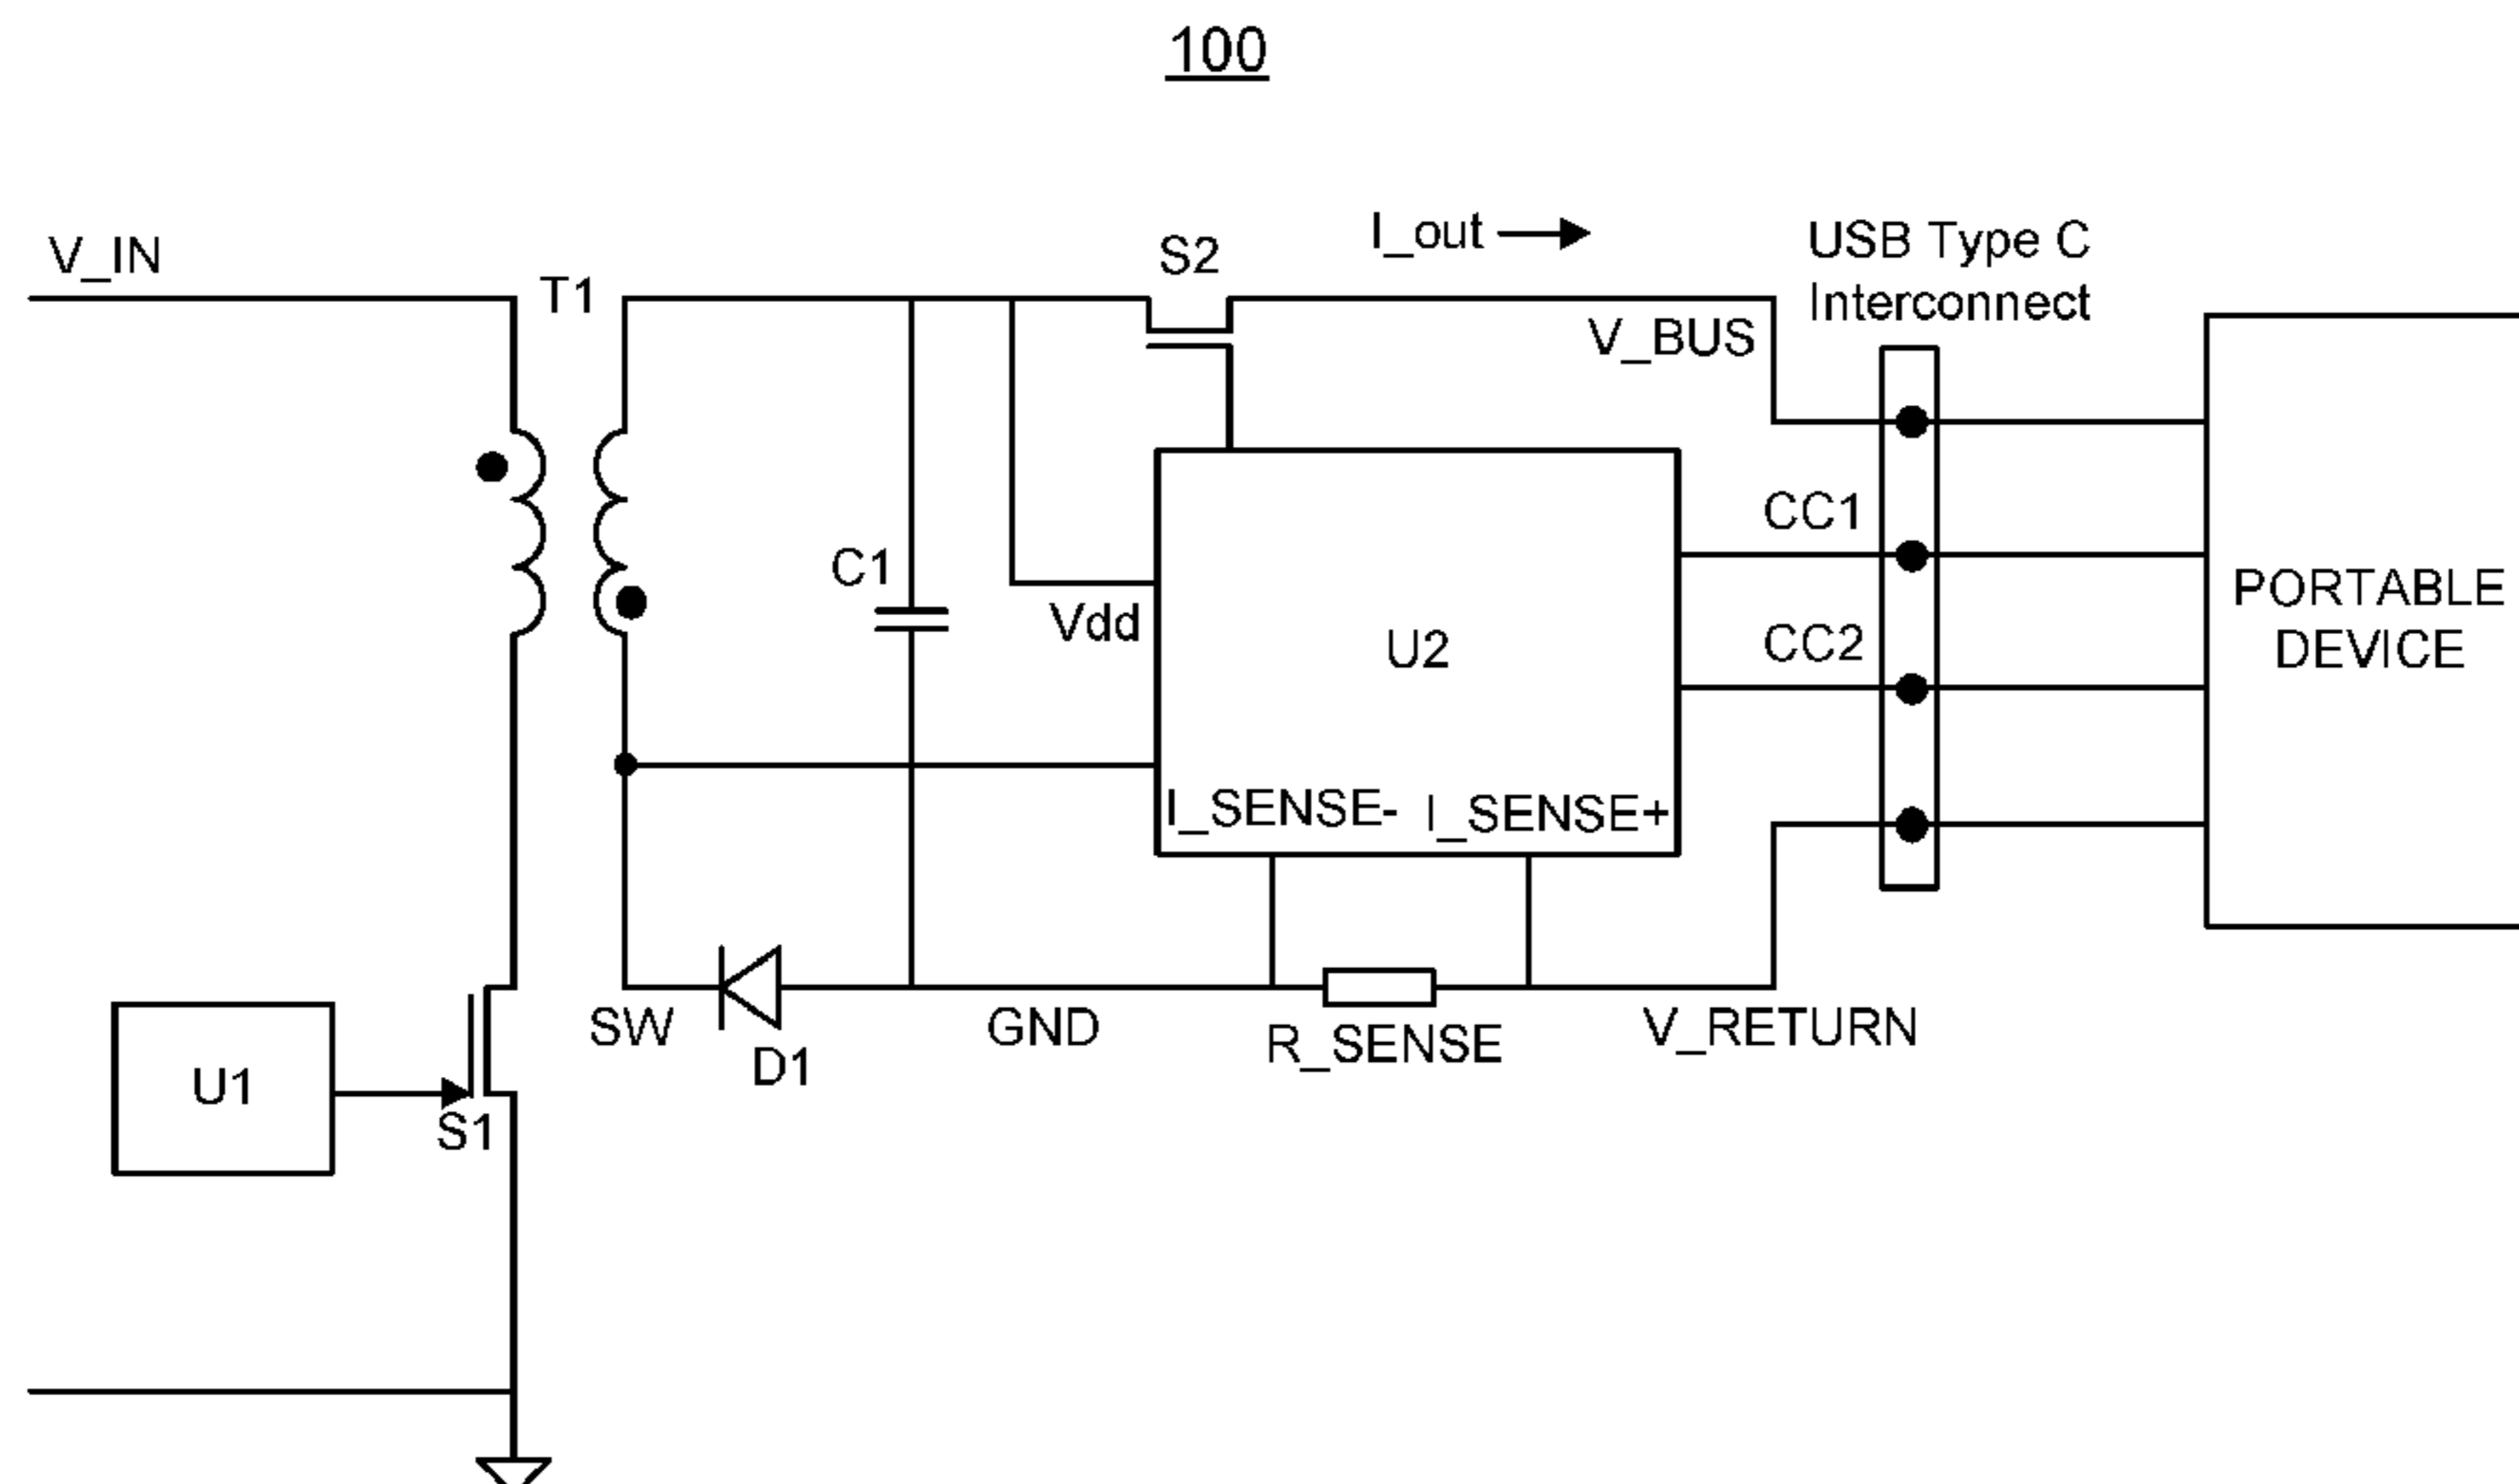 100
V_IN
T1
S2
I_out
USB Type C
Interconnect
V_BUS
CC1
C1
Vdd
U2
CC2
PORTABLE
DEVICE
I_SENSE-
I_SENSE+
SW
D1
GND
R_SENSE
V_RETURN
U1
S1